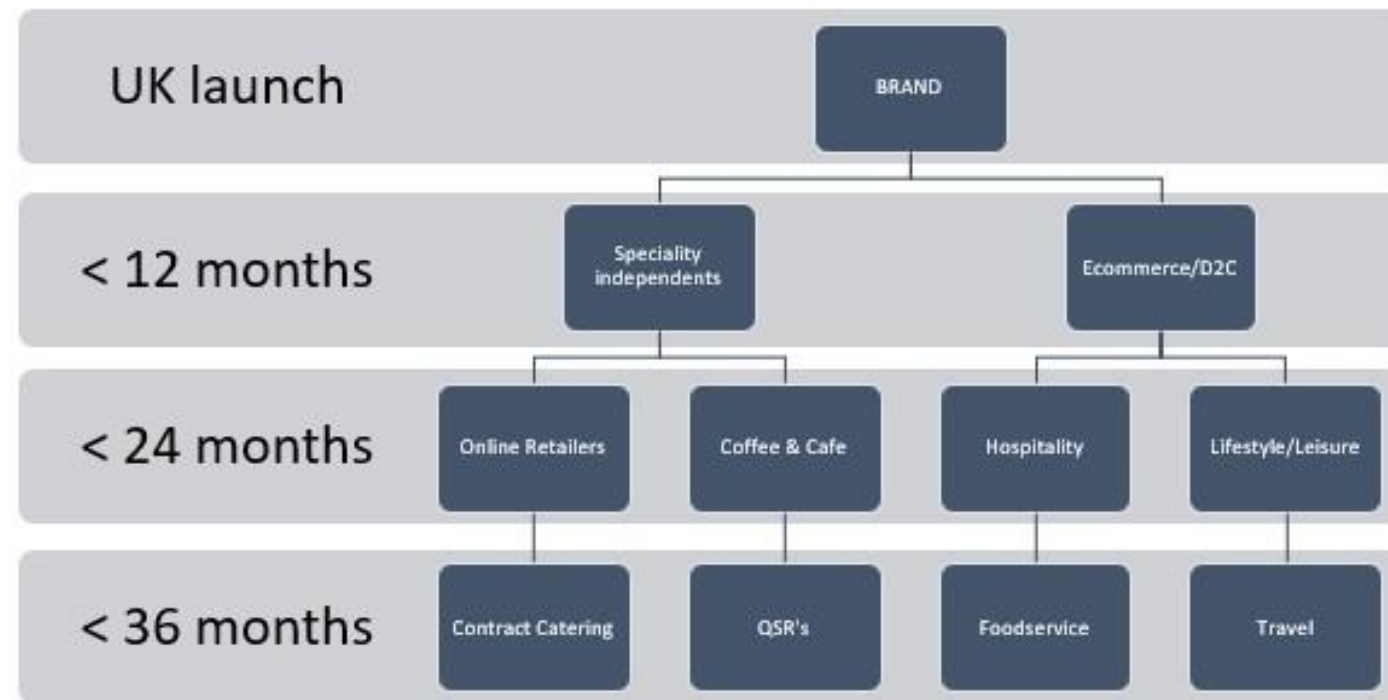 UK launch
BRAND
< 12 months
Speciality
independents
Ecommerce/D2C
< 24 months
Online Retailers
Coffee & Cafe
Hospitality
Lifestyle/Leisure
< 36 months
Contract Catering
QSR's
Foodservice
Travel